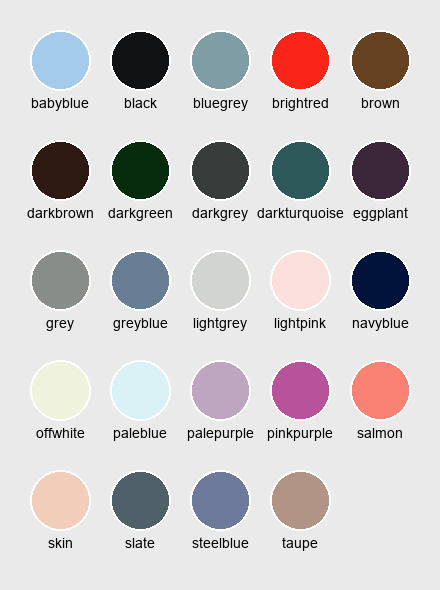 babyblue black bluegrey brightred brown
darkbrown darkgreen darkgrey darkturquoise eggplant
grey greyblue lightgrey lightpink navyblue
offwhite paleblue palepurple pinkpurple salmon
skin slate steelblue taupe